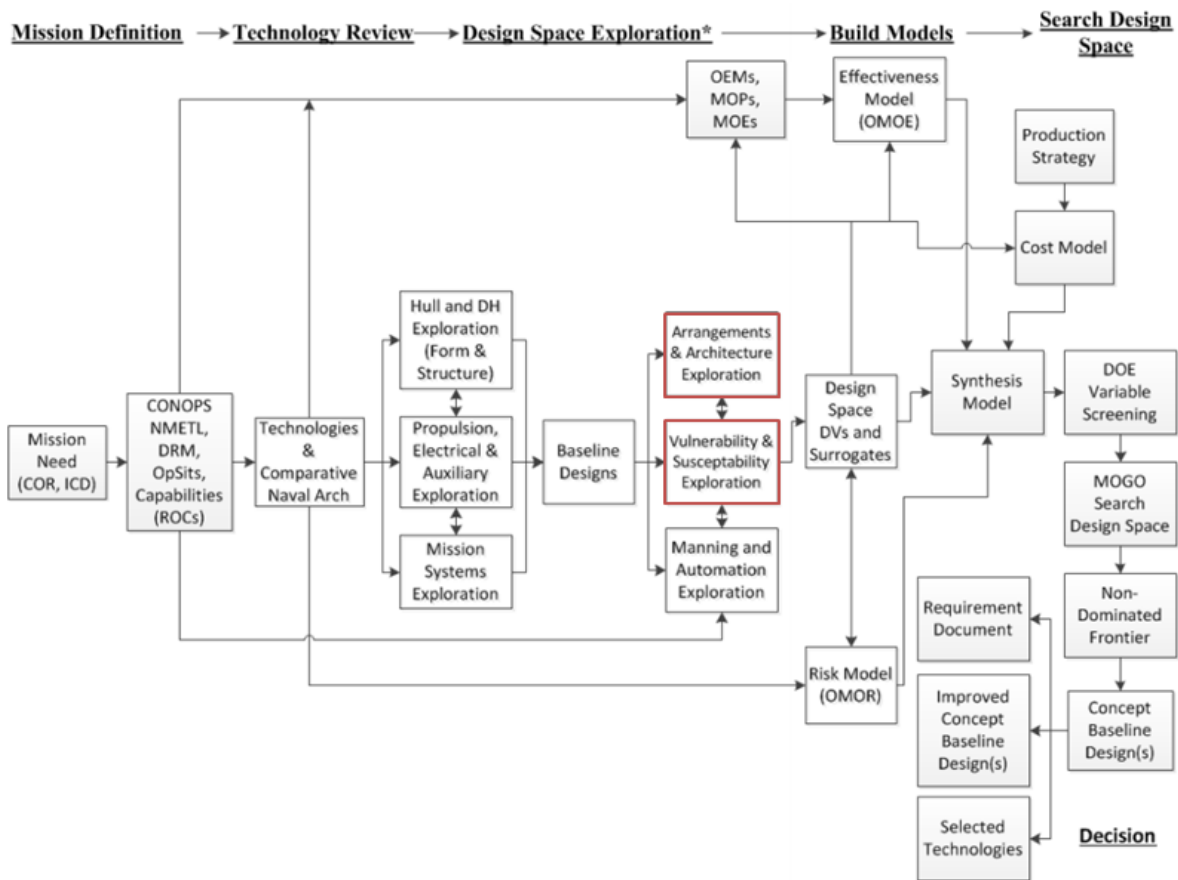 Mission Definition
Technology Review
Design Space Exploration*
Build Models
Search Design
Space
OEMs,
MOPs,
MOEs
Effectiveness
Model
(OMOE)
Production
Strategy
Cost Model
Hull and DH
Exploration
(Form &
Structure)
Arrangements
& Architecture
Exploration
Mission
Need
(COR, ICD)
CONOPS
NMETL,
DRM,
OpSits,
Capabilities
(ROCs)
Technologies
&
Comparative
Naval Arch
Propulsion,
Electrical &
Auxiliary
Exploration
Baseline
Designs
Vulnerability &
Susceptability
Exploration
Design
Space
DVs and
Surrogates
Synthesis
Model
DOE
Variable
Screening
Mission
Systems
Exploration
Manning and
Automation
Exploration
MOGO
Search
Design Space
Risk Model
(OMOR)
Requirement
Document
Non-
Dominated
Frontier
Improved
Concept
Baseline
Design(s)
Concept
Baseline
Design(s)
Selected
Technologies
Decision